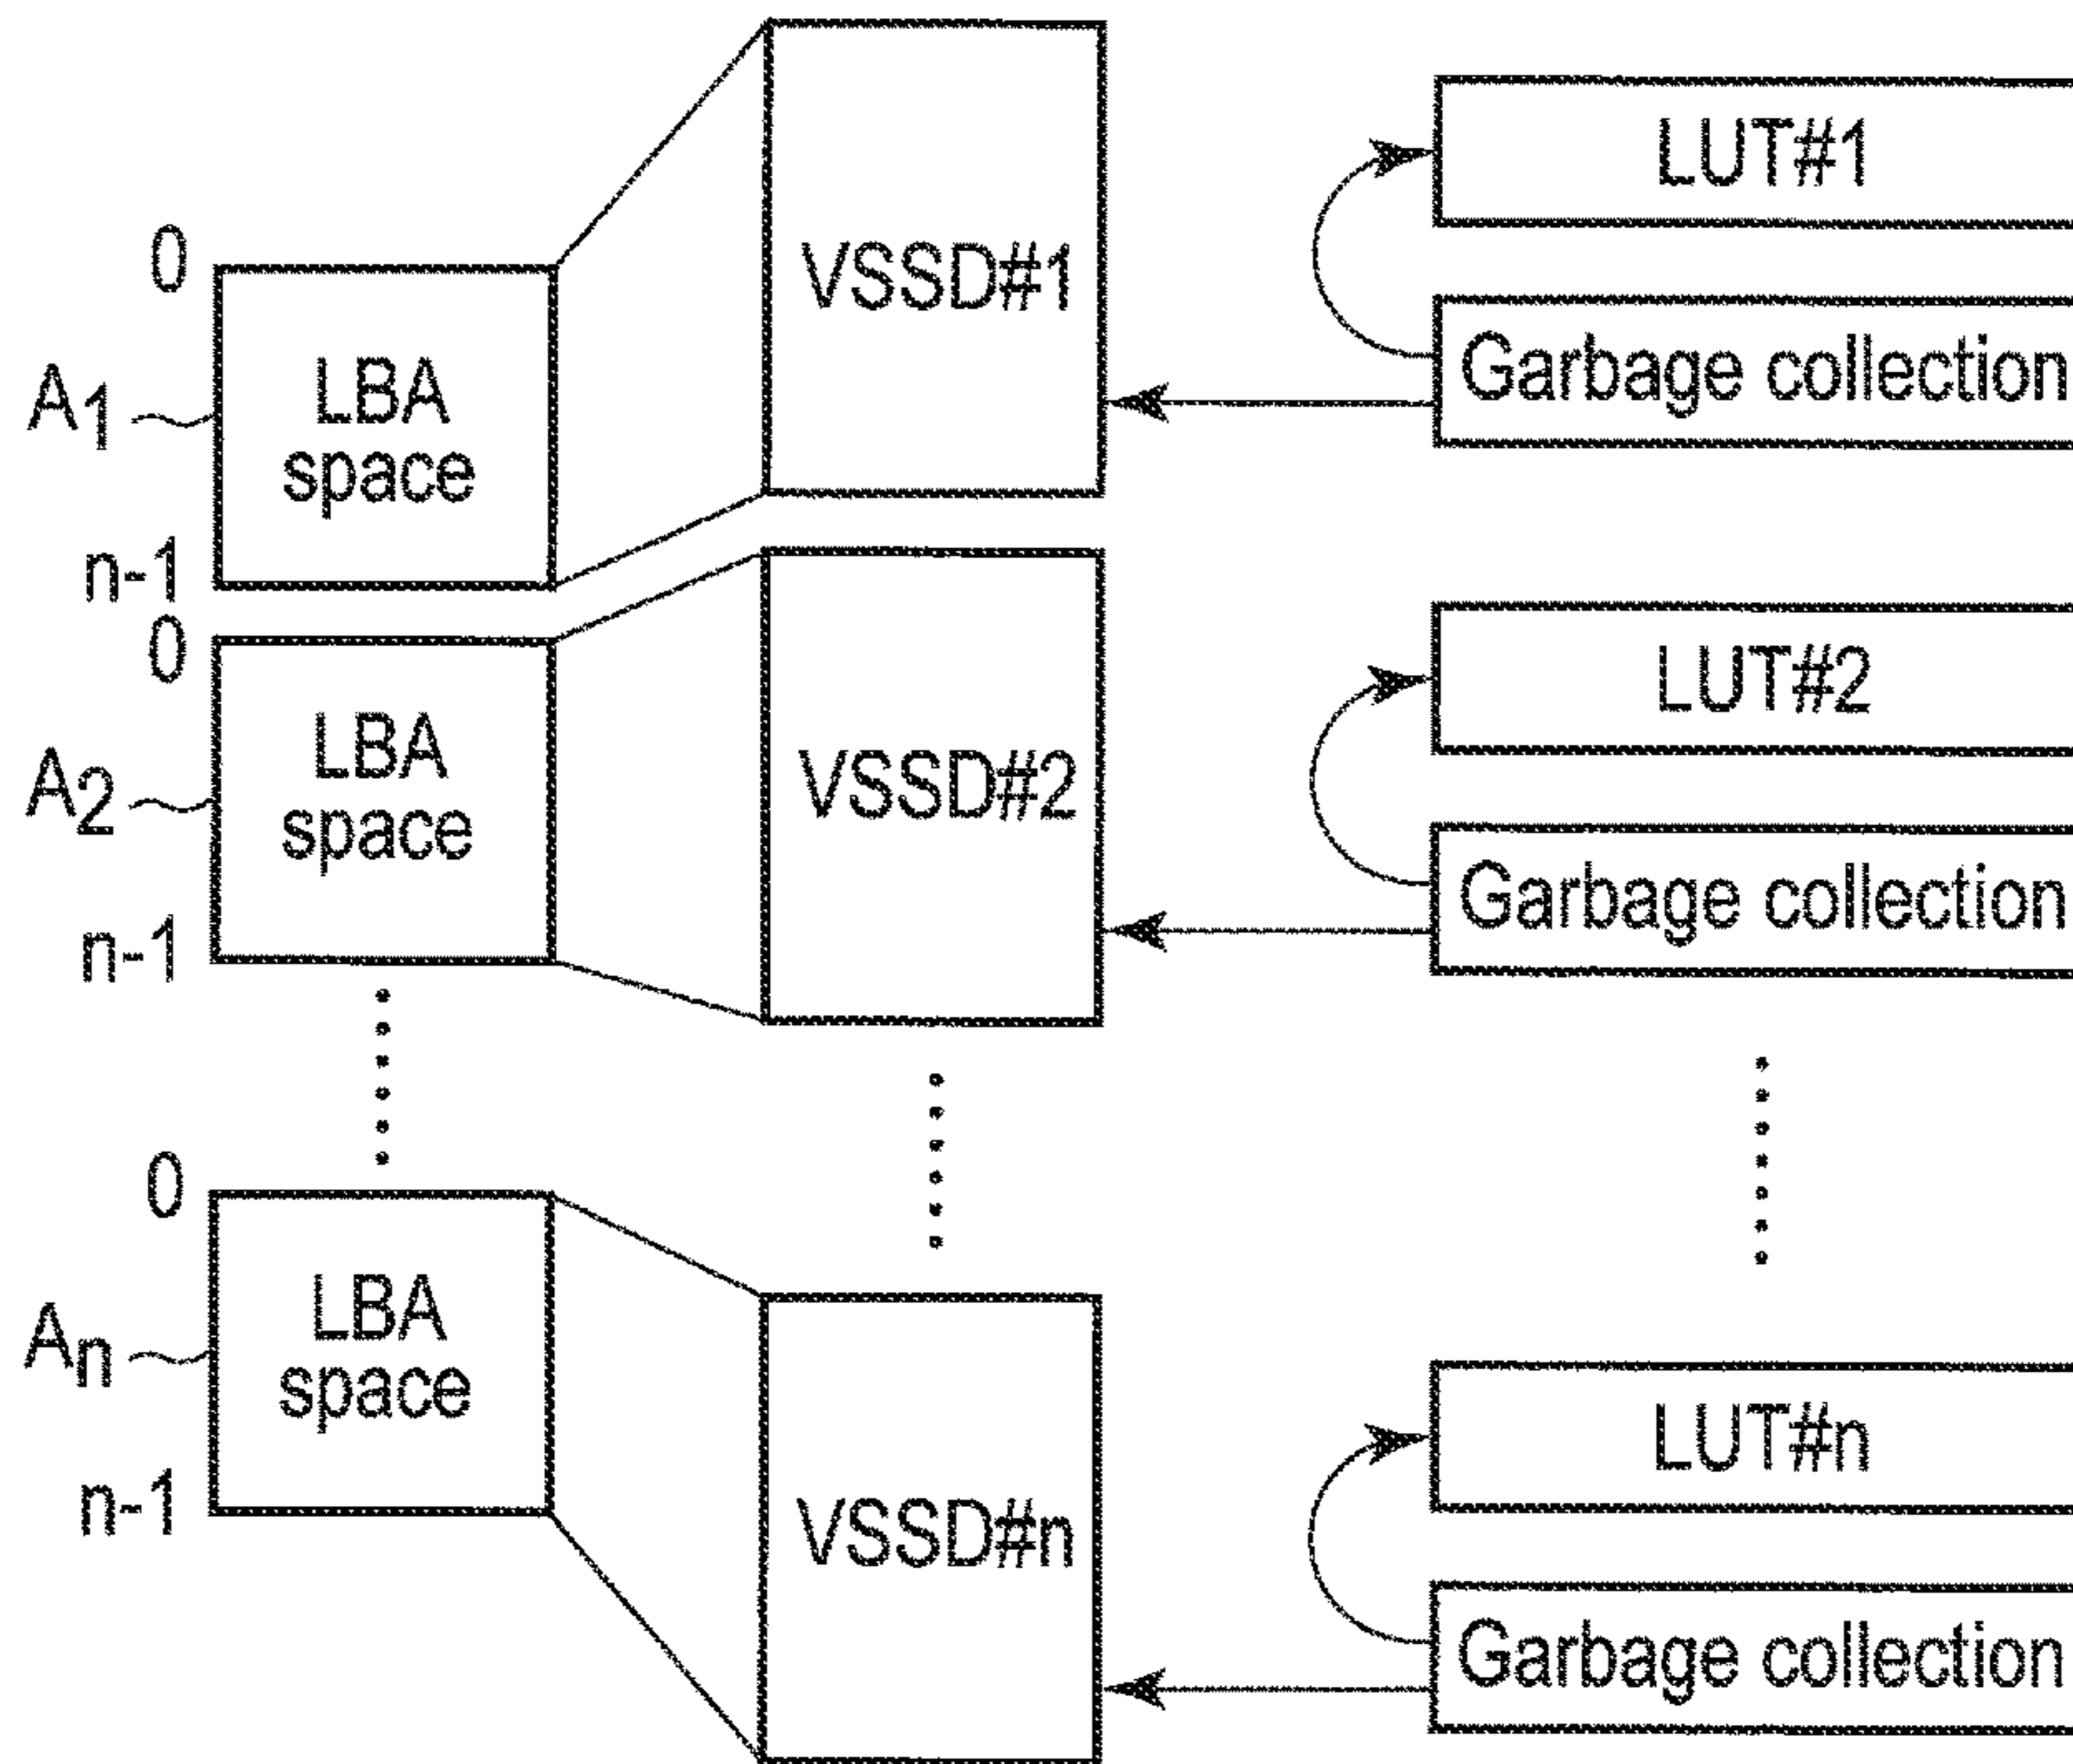 LUT#1
0
VSSD#1
Garbage collection
A1
LBA
space
n-1
0
LUT#2
LBA
space
A2
VSSD#2
Garbage collection
n-1
0
LBA
space
An
LUT#n
n-1
VSSD#n
Garbage collection